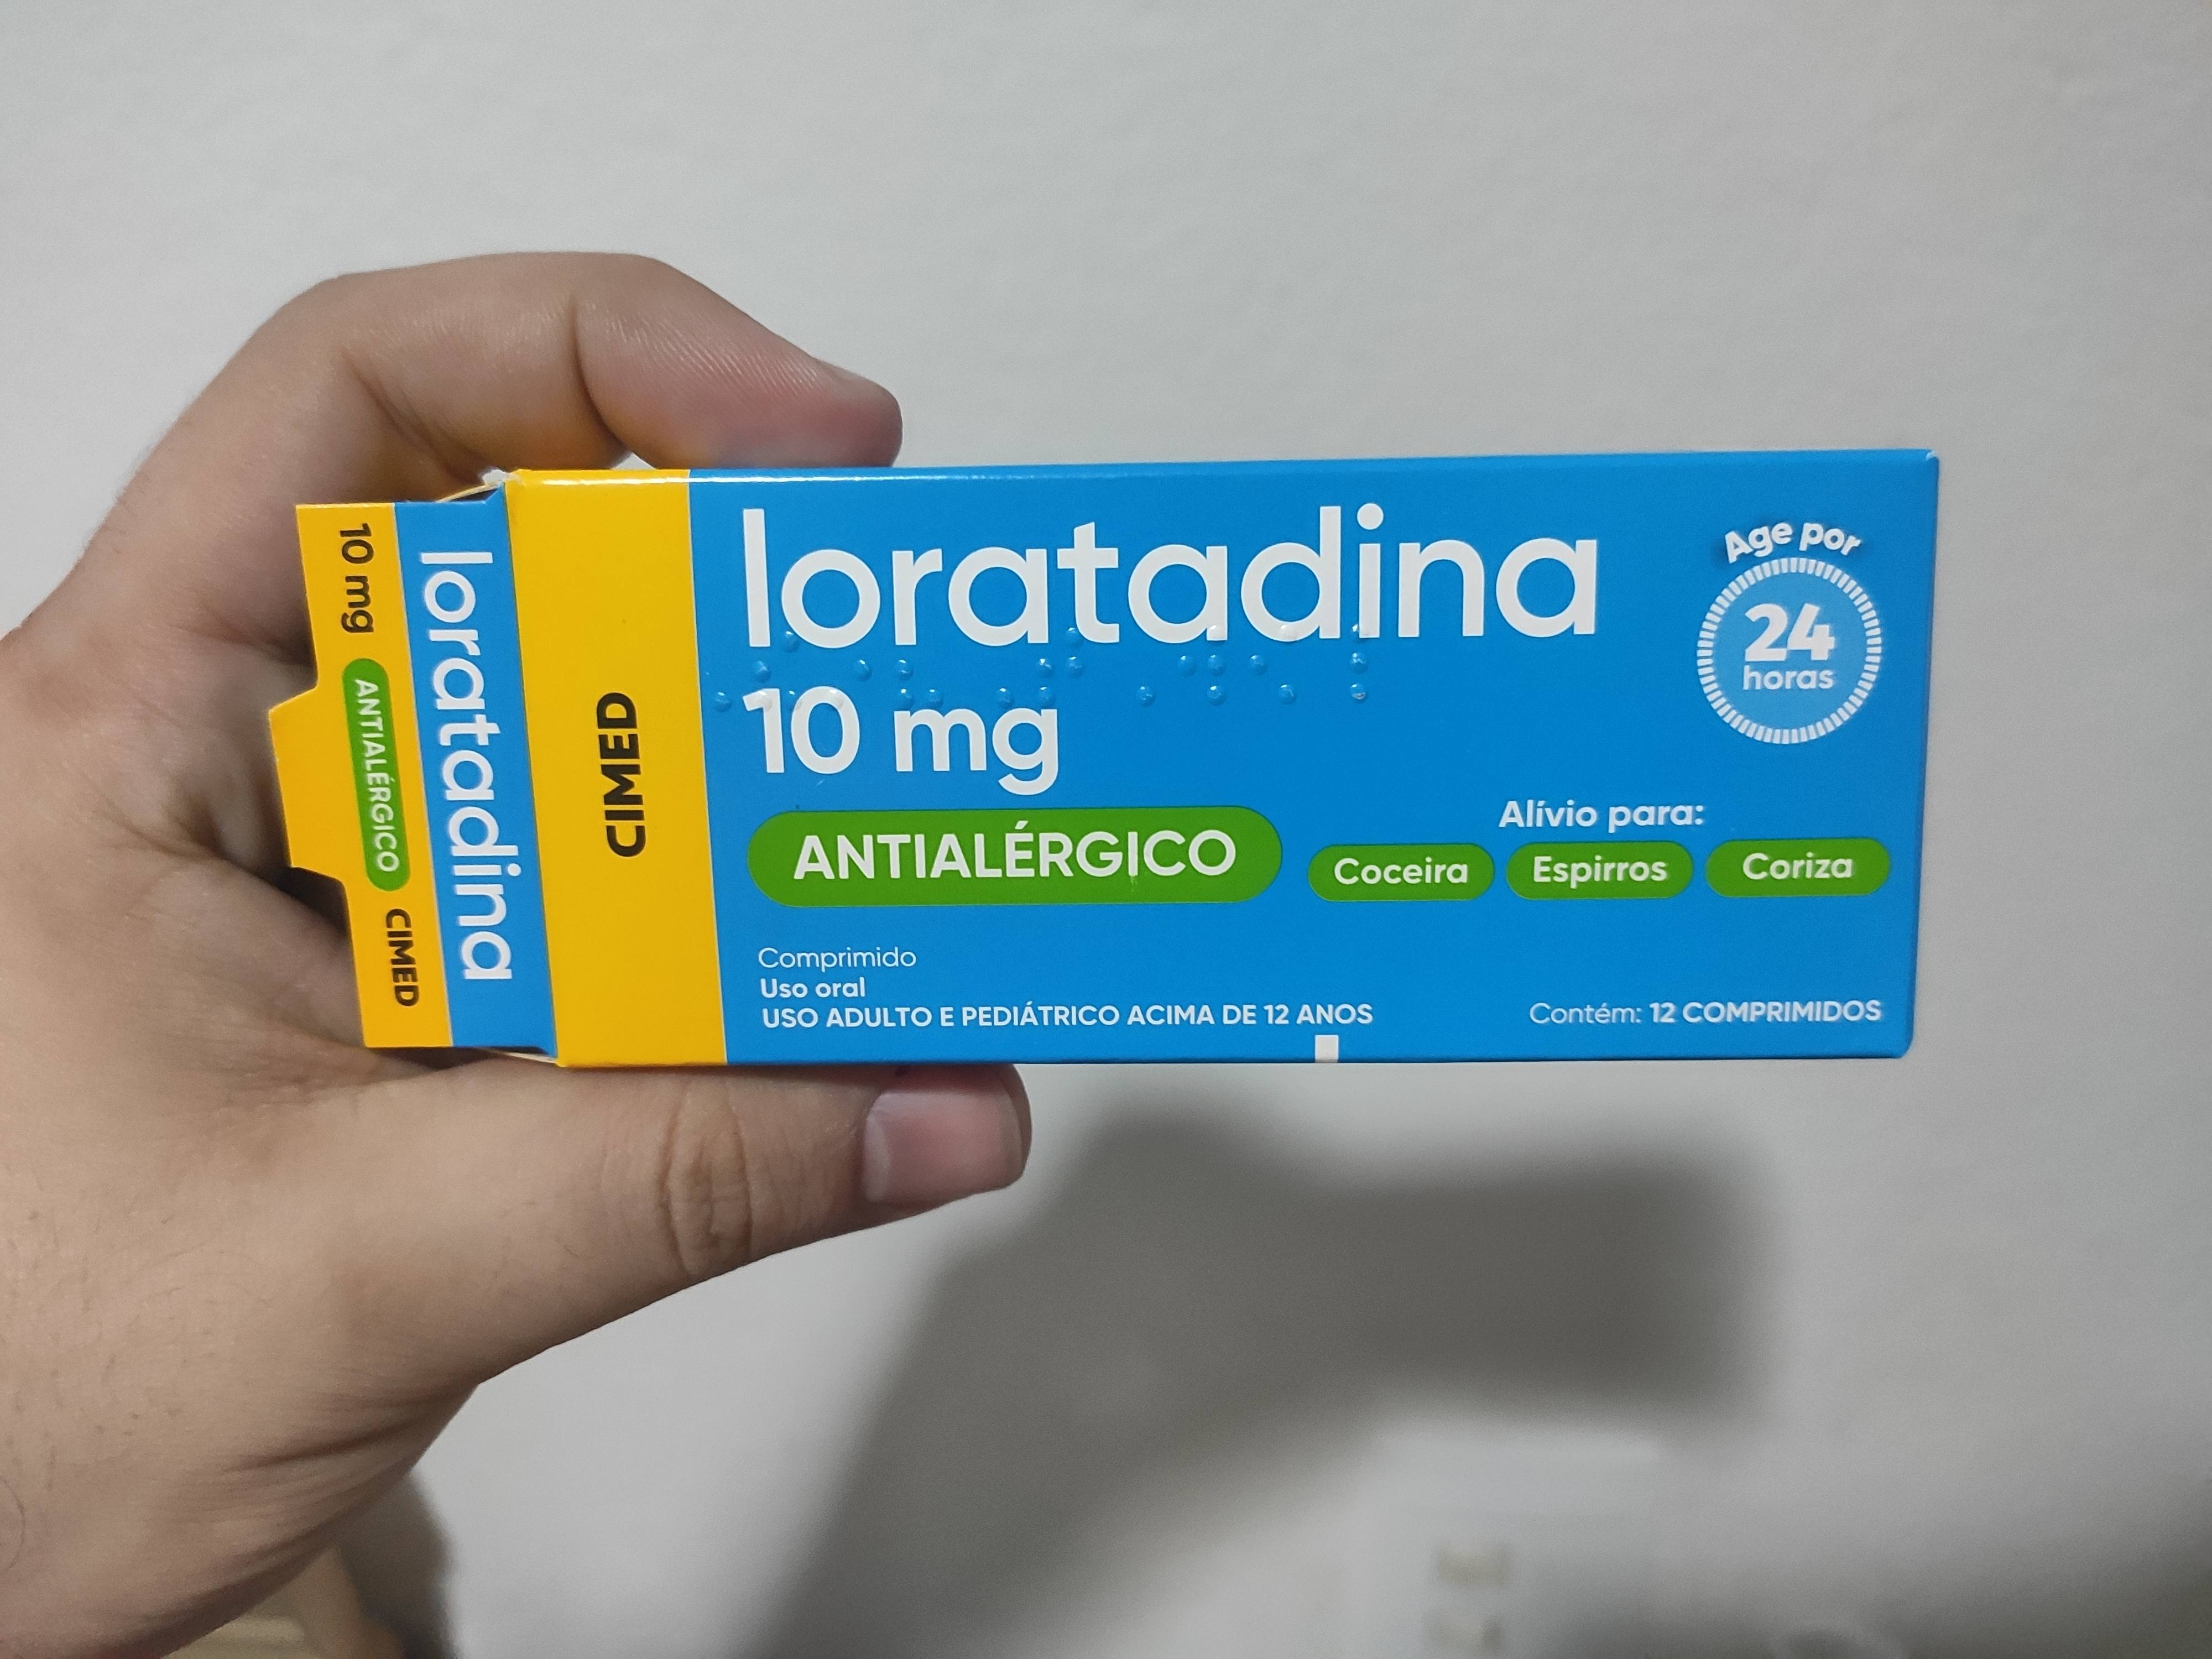 10 mg ANTIALÉRGICO CIMED
loratadina
CIMED
loratadina
10 mg
ANTIALÉRGICO
Age por
24
horas
Alívio para:
Coceira Espirros Coriza
Comprimido
Uso oral
USO ADULTO E PEDIÁTRICO ACIMA DE 12 ANOS
Contém: 12 COMPRIMIDOS